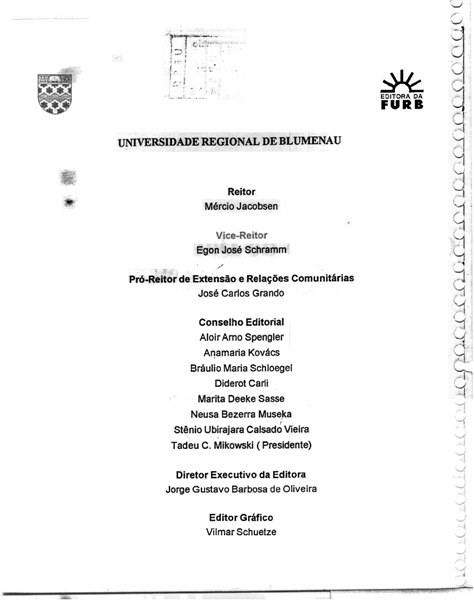 EDITORA DA
FURB
UNIVERSIDADE REGIONAL DE BLUMENAU
Reitor
Mércio Jacobsen
Vice-Reitor
Egon José Schramm
Pró-Reitor de Extensão e Relações Comunitárias
José Carlos Grando
Conselho Editorial
Aloir Arno Spengler
Anamaria Kovács
Bráulio Maria Schloegel
Diderot Carli
Marita Deeke Sasse
Neusa Bezerra Museka
Stênio Ubirajara Calsado Vieira
Tadeu C. Mikowski ( Presidente)
Diretor Executivo da Editora
Jorge Gustavo Barbosa de Oliveira
Editor Gráfico
Vilmar Schuetze